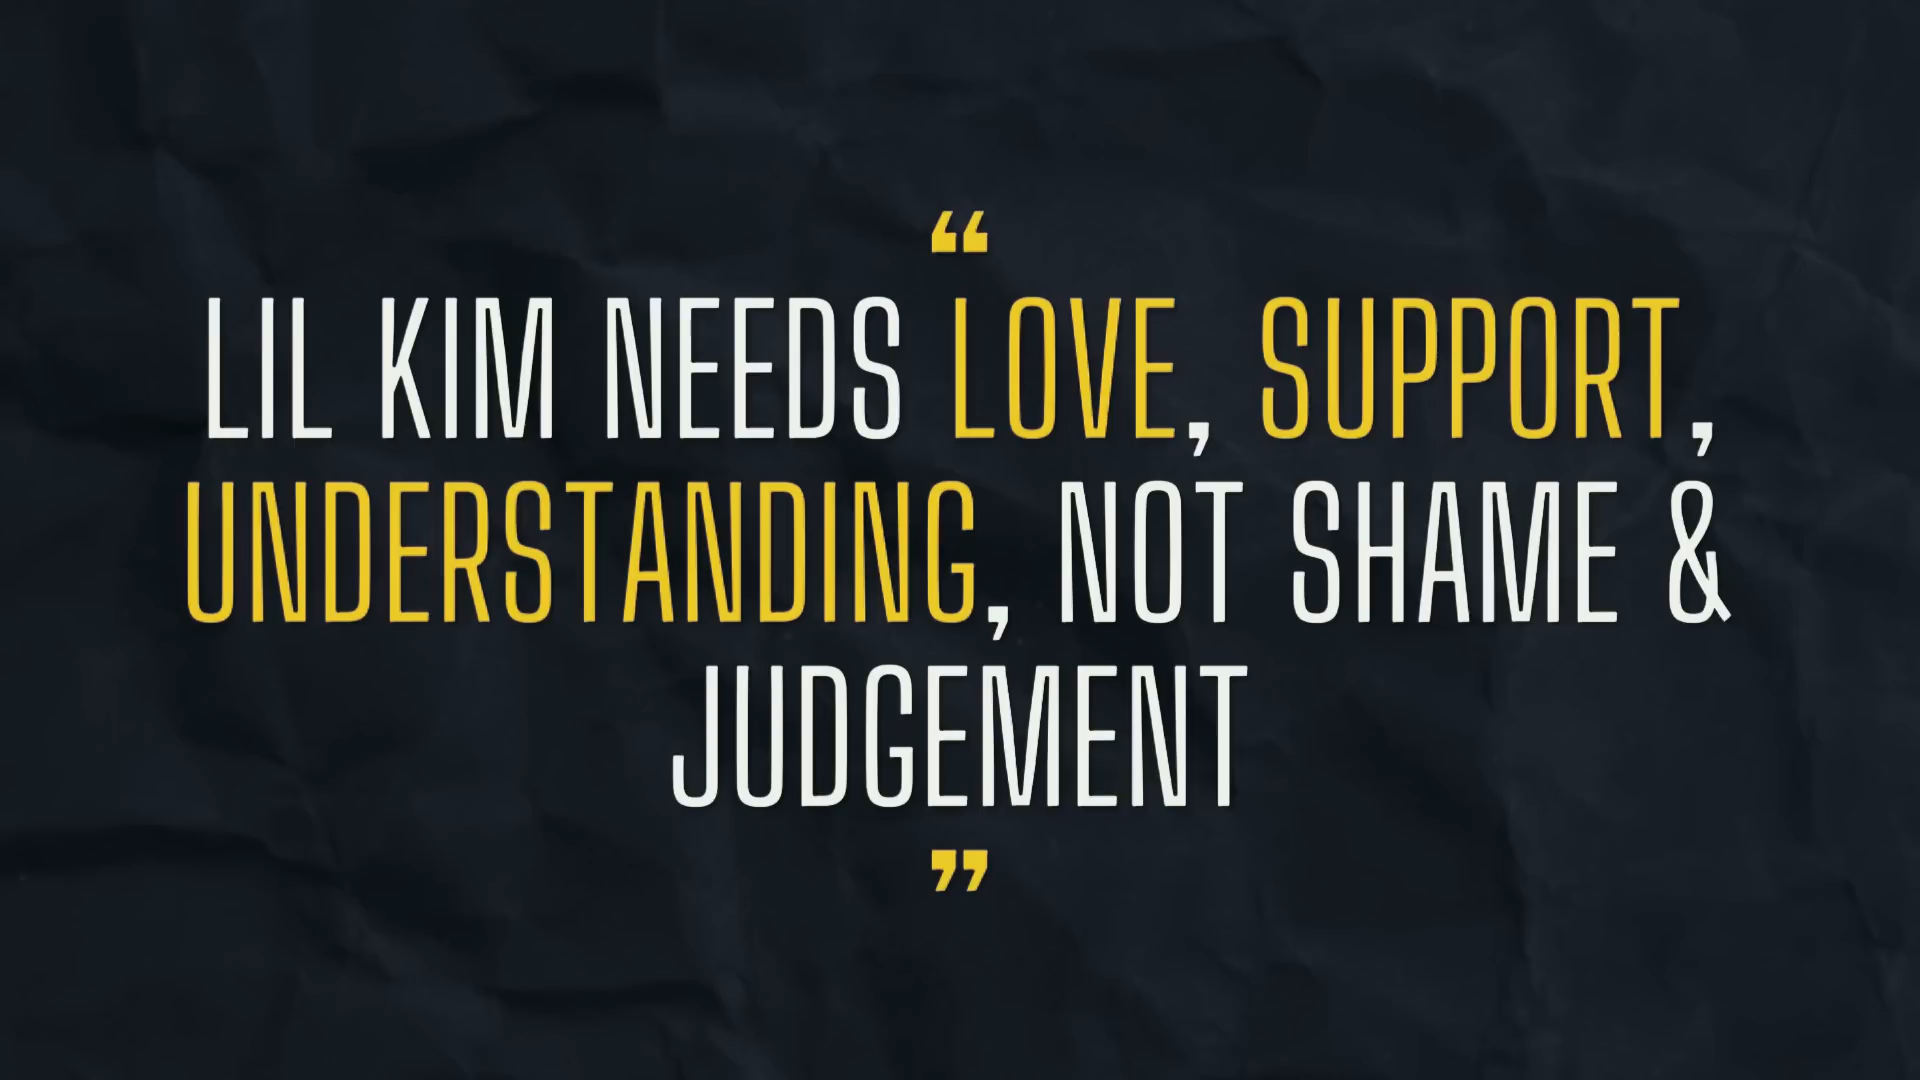 “
LIL KIM NEEDS LOVE, SUPPORT,
UNDERSTANDING, NOT SHAME &
JUDGEMENT
”